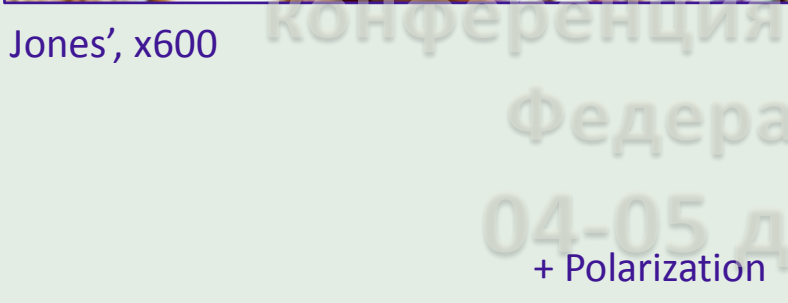 конференция
Jones’, x600
Федера
04-05 д
+ Polarization